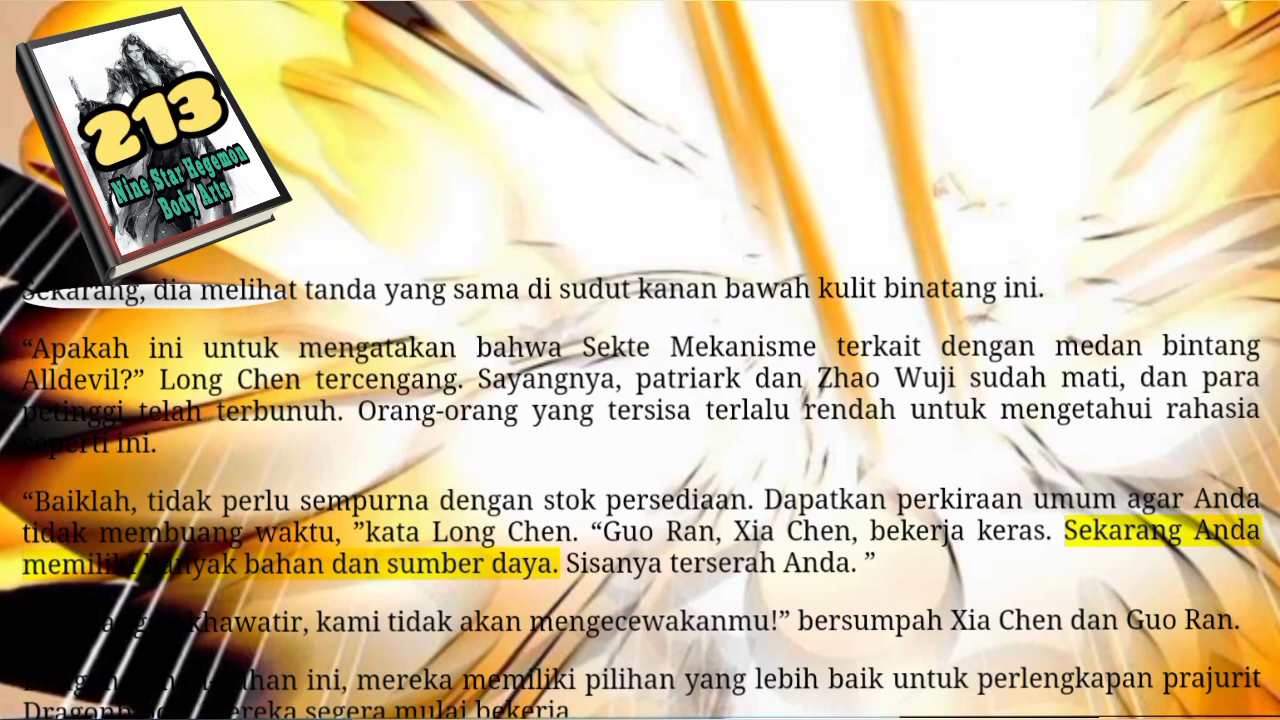 213
Nine Star Hegemon
Body Arts
Sekarang, dia melihat tanda yang sama di sudut kanan bawah kulit binatang ini.
“Apakah ini untuk mengatakan bahwa Sekte Mekanisme terkait dengan medan bintang
Alldevil?” Long Chen tercengang. Sayangnya, patriark dan Zhao Wuji sudah mati, dan para
petinggi telah terbunuh. Orang-orang yang tersisa terlalu rendah untuk mengetahui rahasia
seperti ini.
“Baiklah, tidak perlu sempurna dengan stok persediaan. Dapatkan perkiraan umum agar Anda
tidak membuang waktu, ”kata Long Chen. “Guo Ran, Xia Chen, bekerja keras. Sekarang Anda
memiliki banyak bahan dan sumber daya. Sisanya terserah Anda. ”
khawatir, kami tidak akan mengecewakanmu!” bersumpah Xia Chen dan Guo Ran.
ini, mereka memiliki pilihan yang lebih baik untuk perlengkapan prajurit
mereka segera mulai bekerja